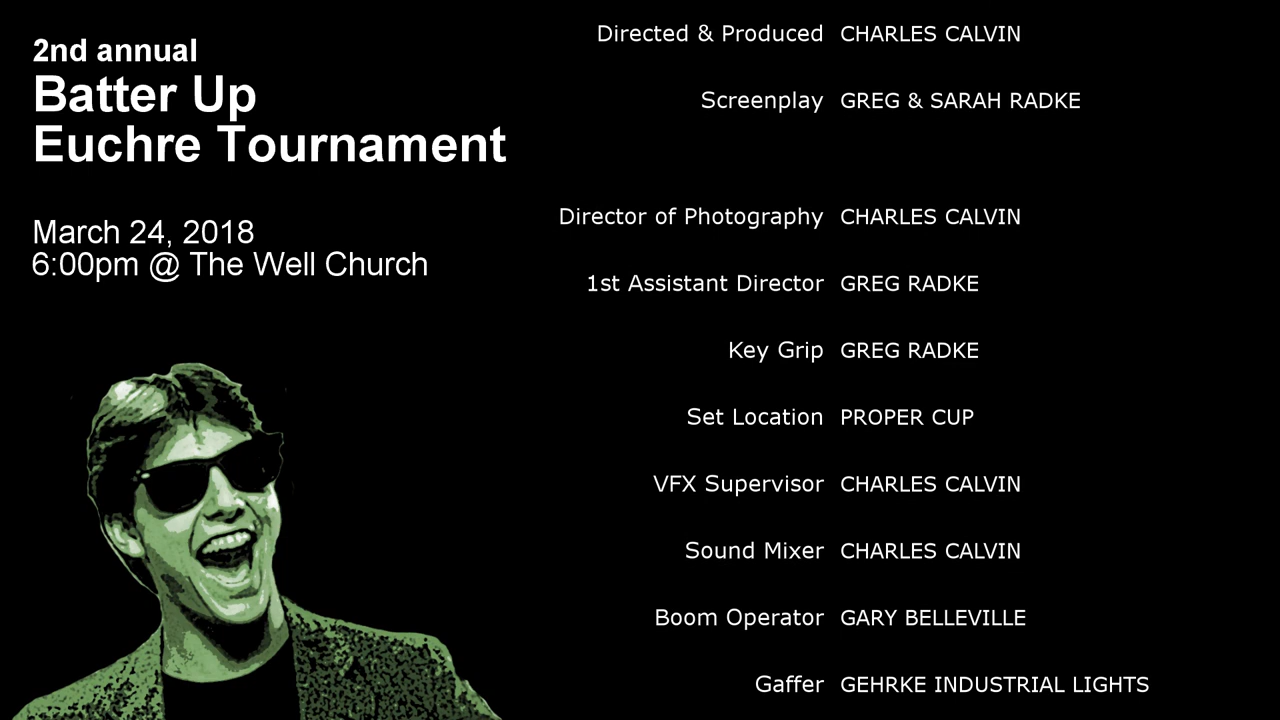 2nd annual
Batter Up
Euchre Tournament
March 24, 2018
6:00pm @ The Well Church
Directed & Produced CHARLES CALVIN
Screenplay GREG & SARAH RADKE
Director of Photography CHARLES CALVIN
1st Assistant Director GREG RADKE
Key Grip GREG RADKE
Set Location PROPER CUP
VFX Supervisor CHARLES CALVIN
Sound Mixer CHARLES CALVIN
Boom Operator GARY BELLEVILLE
Gaffer GEHRKE INDUSTRIAL LIGHTS